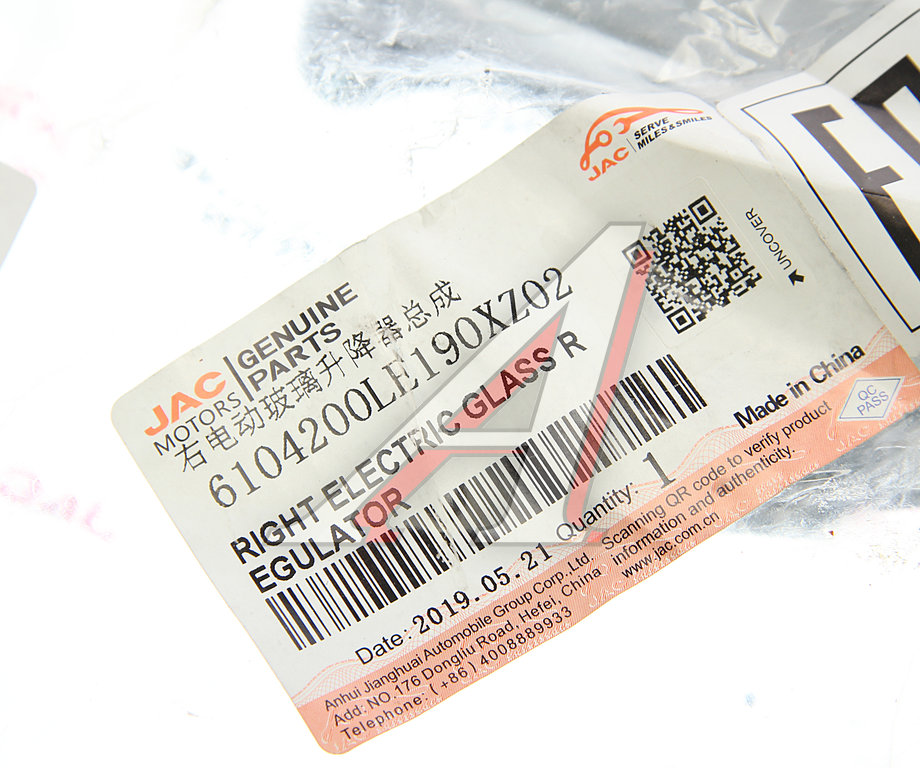 JAC
SERVE
MILES & SMILES
UNCOVER
JAC
MOTORS
GENUINE
PARTS
右电动玻璃升降器总成
6104200LE190XZ02
RIGHT ELECTRIC GLASS R
EGULATOR
Date: 2019.05.21 Quantity: 1
Made in China
QC
PASS
Anhui Jianghuai Automobile Group Corp.,Ltd.
Add: NO.176 Dongliu Road, Hefei, China
Telephone: (+86) 4008889933
Scanning QR code to verify product
information and authenticity.
www.jac.com.cn